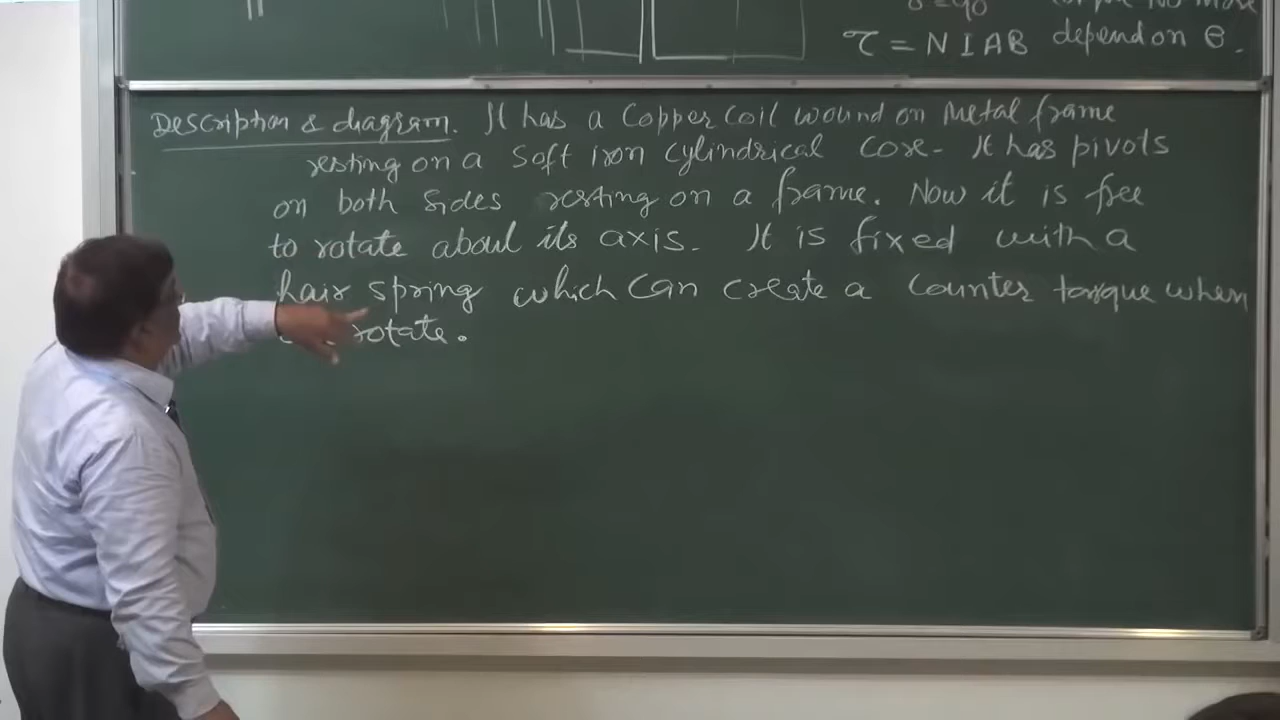 depend on θ.
τ = NIAB
Description & diagram. It has a Copper coil wound on Metal frame
resting on a soft iron cylindrical core. It has pivots
on both sides resting on a frame. Now it is free
to rotate about its axis. It is fixed with a
hair spring which can create a counter torque when
rotate.